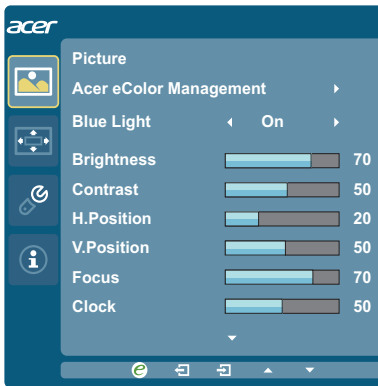 acer
Picture
Acer eColor Management
Blue Light On
Brightness 70
Contrast 50
H.Position 20
V.Position 50
Focus 70
Clock 50
e